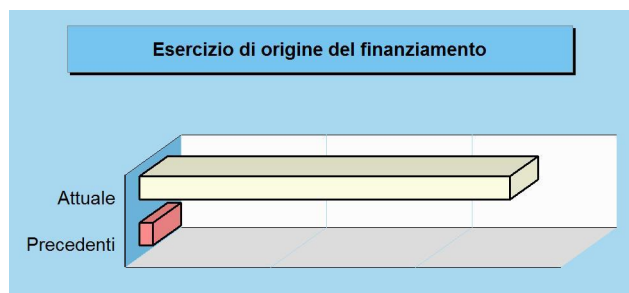 Esercizio di origine del finanziamento
Attuale
Precedenti